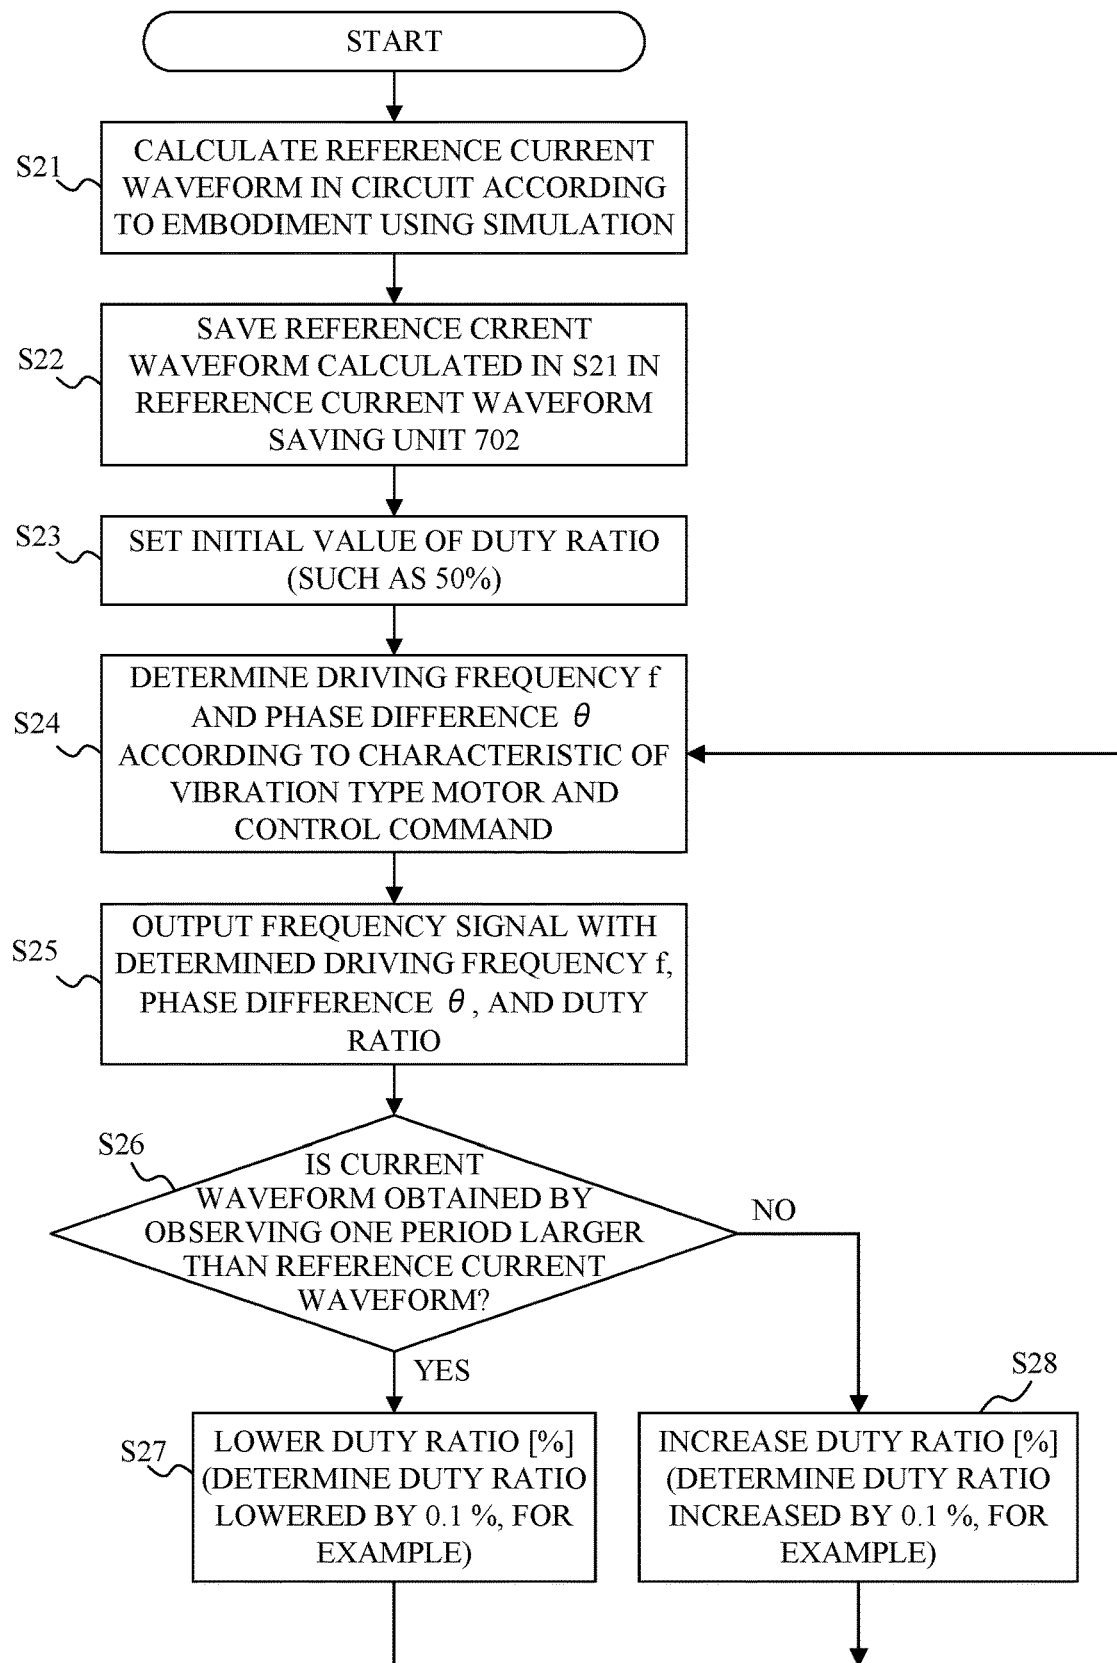 START
S21
CALCULATE REFERENCE CURRENT
WAVEFORM IN CIRCUIT ACCORDING
TO EMBODIMENT USING SIMULATION
S22
SAVE REFERENCE CRRENT
WAVEFORM CALCULATED IN S21 IN
REFERENCE CURRENT WAVEFORM
SAVING UNIT 702
S23
SET INITIAL VALUE OF DUTY RATIO
(SUCH AS 50%)
S24
DETERMINE DRIVING FREQUENCY f
AND PHASE DIFFERENCE θ
ACCORDING TO CHARACTERISTIC OF
VIBRATION TYPE MOTOR AND
CONTROL COMMAND
S25
OUTPUT FREQUENCY SIGNAL WITH
DETERMINED DRIVING FREQUENCY f,
PHASE DIFFERENCE θ, AND DUTY
RATIO
S26
IS CURRENT
WAVEFORM OBTAINED BY
OBSERVING ONE PERIOD LARGER
THAN REFERENCE CURRENT
WAVEFORM?
NO
YES
S27
LOWER DUTY RATIO [%]
(DETERMINE DUTY RATIO
LOWERED BY 0.1 %, FOR
EXAMPLE)
S28
INCREASE DUTY RATIO [%]
(DETERMINE DUTY RATIO
INCREASED BY 0.1 %, FOR
EXAMPLE)